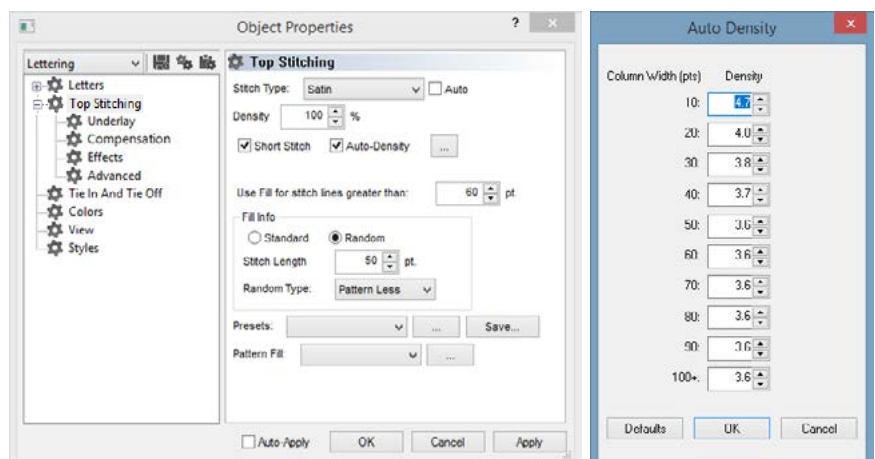 Object Properties
?
x
Lettering
Letters
Top Stitching
Underlay
Compensation
Effects
Advanced
Tie In And Tie Off
Colors
View
Styles
Top Stitching
Stitch Type: Satin Auto
Density 100 %
Short Stitch Auto-Density ...
Use Fill for stitch lines greater than: 60 pt.
Fill Info
Standard Random
Stitch Length 50 pt.
Random Type: Pattern Less
Presets: ... Save...
Pattern Fill: ...
Auto-Apply OK Cancel Apply
Auto Density
x
Column Width (pts) Density
10: 4.7
20: 4.0
30: 3.8
40: 3.7
50: 3.6
60: 3.6
70: 3.6
80: 3.6
90: 3.6
100+: 3.6
Defaults OK Cancel